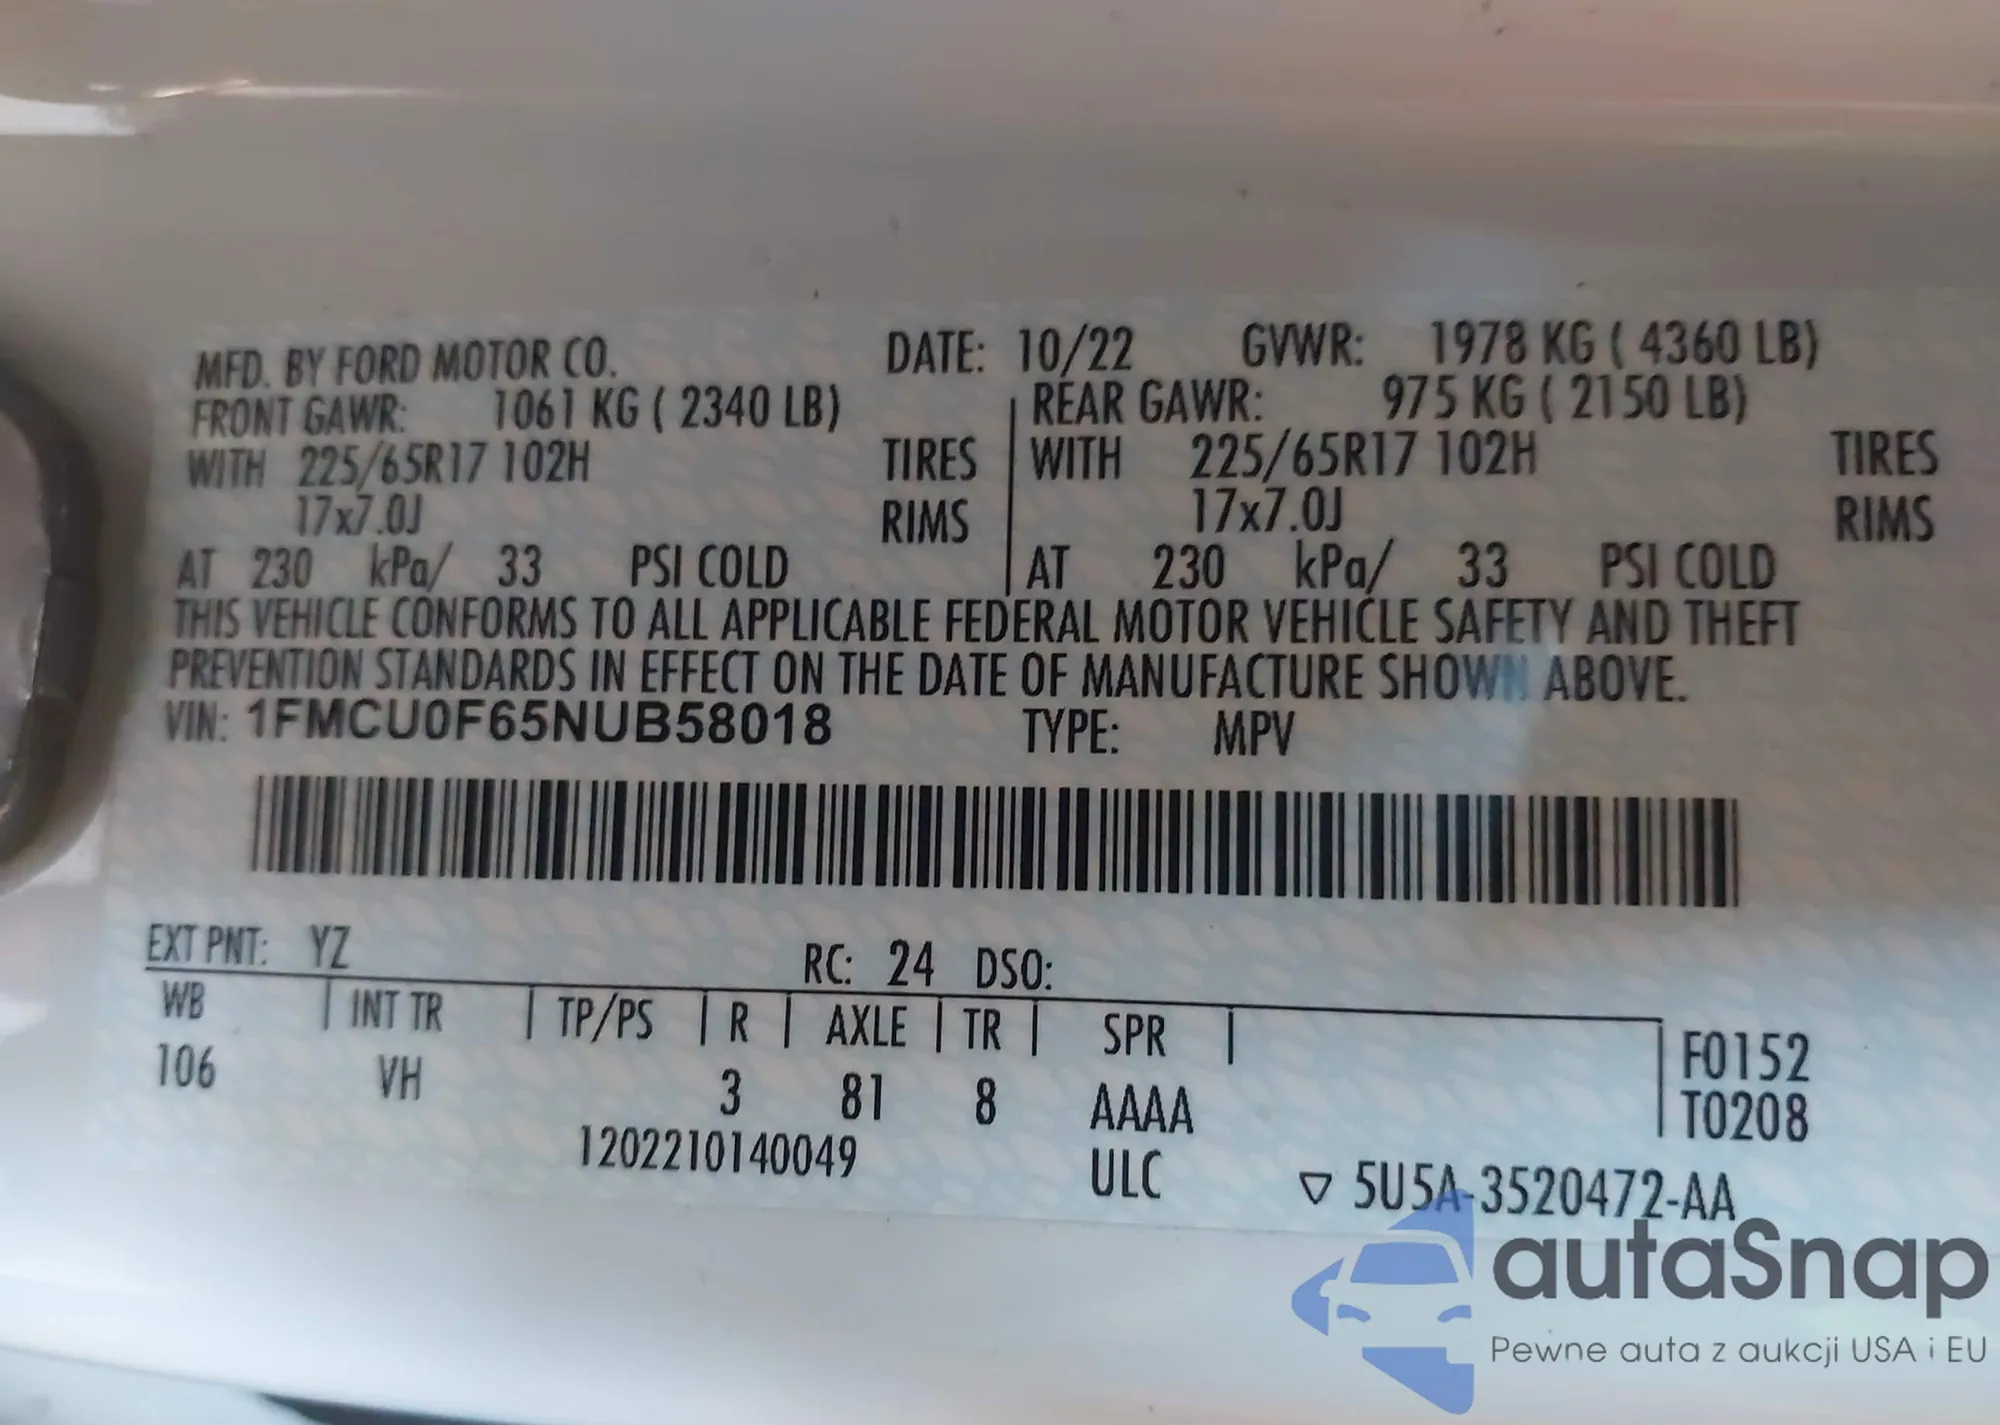 MFD. BY FORD MOTOR CO. DATE: 10/22 GVWR: 1978 KG ( 4360 LB)
FRONT GAWR: 1061 KG ( 2340 LB) REAR GAWR: 975 KG ( 2150 LB)
WITH 225/65R17 102H TIRES WITH 225/65R17 102H TIRES
17x7.0J RIMS 17x7.0J RIMS
AT 230 kPa/ 33 PSI COLD AT 230 kPa/ 33 PSI COLD
THIS VEHICLE CONFORMS TO ALL APPLICABLE FEDERAL MOTOR VEHICLE SAFETY AND THEFT
PREVENTION STANDARDS IN EFFECT ON THE DATE OF MANUFACTURE SHOWN ABOVE.
VIN: 1FMCU0F65NUB58018 TYPE: MPV
EXT PNT: YZ RC: 24 DSO:
WB INT TR TP/PS R AXLE TR SPR F0152
106 VH 3 81 8 AAAA T0208
1202210140049 ULC 5U5A-3520472-AA
autaSnap
Pewne auta z aukcji USA i EU